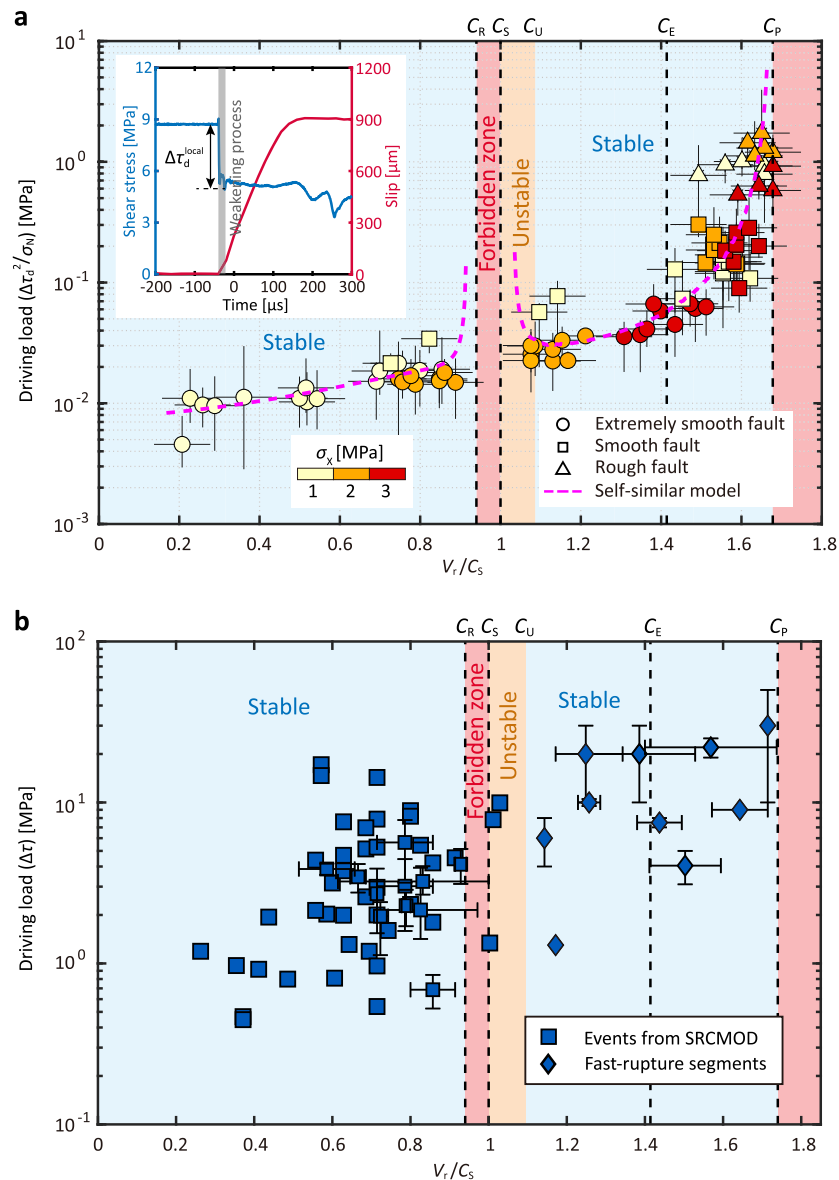 a
C_R C_S C_U C_E C_P
10^1
10^0
10^-1
10^-2
10^-3
Driving load (Δτ_d^2/σ_N) [MPa]
12
9
6
3
0
Shear stress [MPa]
1200
900
600
300
0
Slip [µm]
Δτ_d^local
Weakening process
-200 -100 0 100 200 300
Time [µs]
Stable
Forbidden zone
Unstable
Stable
σ_X [MPa]
1 2 3
Extremely smooth fault
Smooth fault
Rough fault
Self-similar model
0 0.2 0.4 0.6 0.8 1 1.2 1.4 1.6 1.8
V_r/C_S
b
C_R C_S C_U C_E C_P
10^2
10^1
10^0
10^-1
Driving load (Δτ) [MPa]
Stable
Forbidden zone
Unstable
Stable
Events from SRCMOD
Fast-rupture segments
0 0.2 0.4 0.6 0.8 1 1.2 1.4 1.6 1.8
V_r/C_S